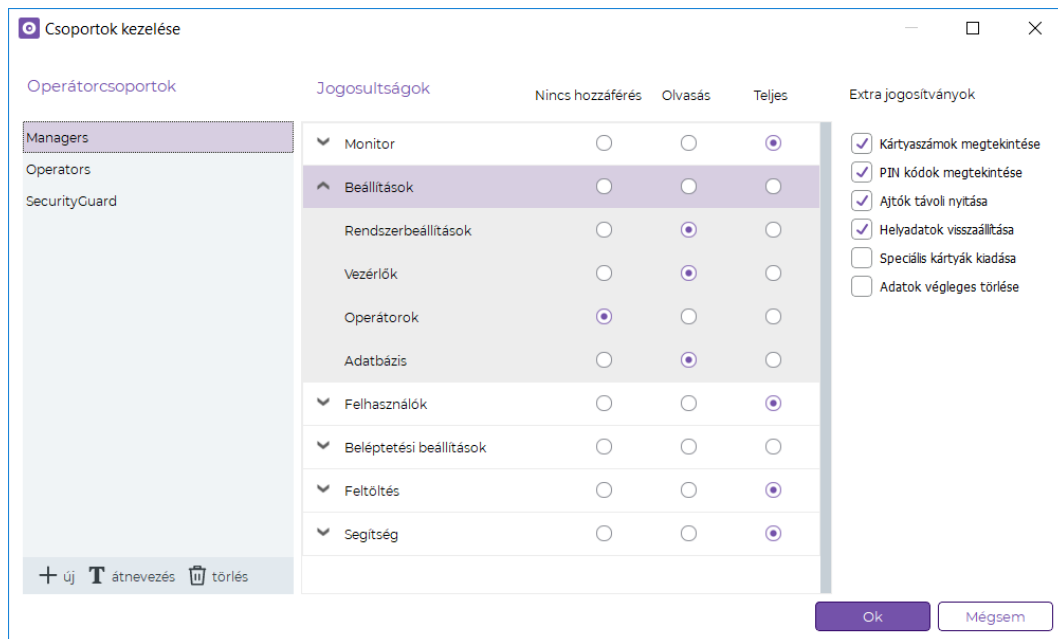 Csoportok kezelése
Operátorcsoportok
Managers
Operators
SecurityGuard
új átnevezés törlés
Jogosultságok Nincs hozzáférés Olvasás Teljes
Monitor
Beállítások
Rendszerbeállítások
Vezérlők
Operátorok
Adatbázis
Felhasználók
Beléptetési beállítások
Feltöltés
Segítség
Extra jogosítványok
Kártyaszámok megtekintése
PIN kódok megtekintése
Ajtók távoli nyitása
Helyadatok visszaállítása
Speciális kártyák kiadása
Adatok végleges törlése
Ok Mégsem